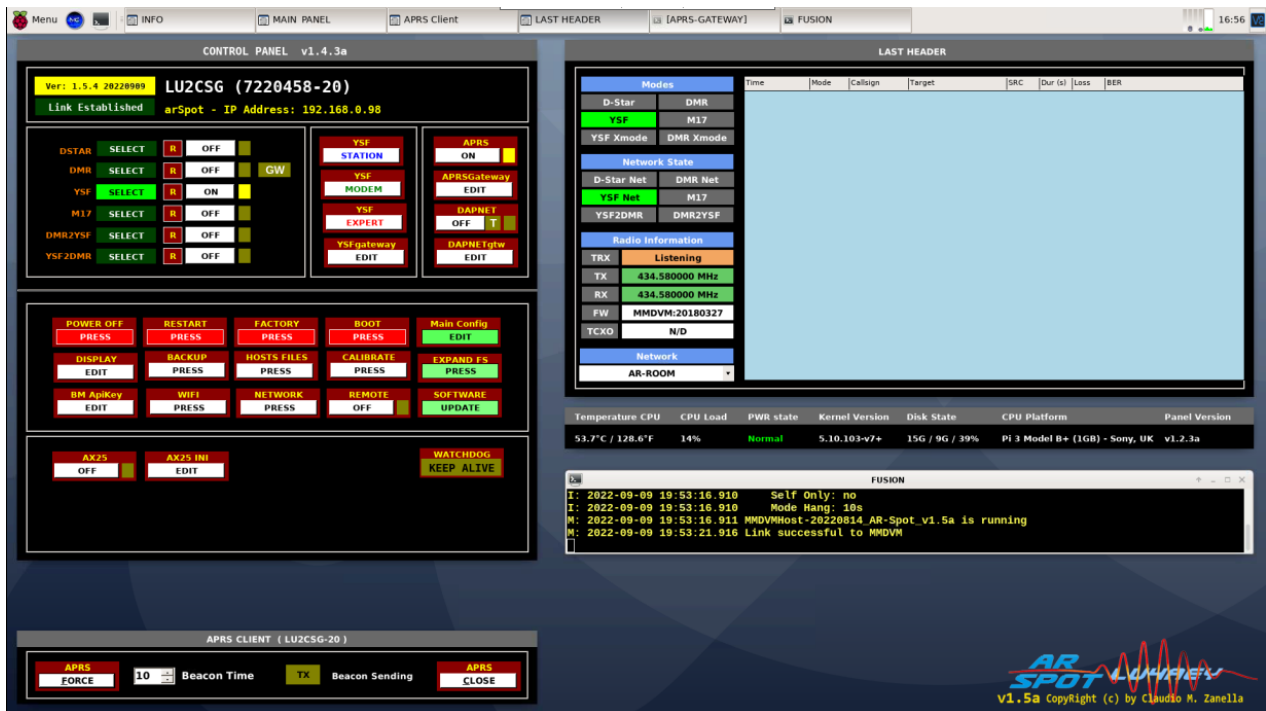 Menu
INFO
MAIN PANEL
APRS Client
LAST HEADER
[APRS-GATEWAY]
FUSION
16:56
CONTROL PANEL v1.4.3a
Ver: 1.5.4 20220909
LU2CSG (7220458-20)
Link Established
arSpot - IP Address: 192.168.0.98
DSTAR SELECT R OFF
DMR SELECT R OFF GW
YSF SELECT R ON
M17 SELECT R OFF
DMR2YSF SELECT R OFF
YSF2DMR SELECT R OFF
YSF
STATION
YSF
MODEM
YSF
EXPERT
YSFgateway
EDIT
APRS
ON
APRSGateway
EDIT
DAPNET
OFF T
DAPNETgtw
EDIT
POWER OFF RESTART FACTORY BOOT Main Config
PRESS PRESS PRESS PRESS EDIT
DISPLAY BACKUP HOSTS FILES CALIBRATE EXPAND FS
EDIT PRESS PRESS PRESS PRESS
BM ApiKey WIFI NETWORK REMOTE SOFTWARE
EDIT PRESS PRESS OFF UPDATE
AX25 AX25 INI WATCHDOG
OFF EDIT KEEP ALIVE
APRS CLIENT ( LU2CSG-20 )
APRS
FORCE
10 Beacon Time
TX Beacon Sending
APRS
CLOSE
LAST HEADER
Modes
D-Star DMR
YSF M17
YSF Xmode DMR Xmode
Network State
D-Star Net DMR Net
YSF Net M17
YSF2DMR DMR2YSF
Radio Information
TRX Listening
TX 434.580000 MHz
RX 434.580000 MHz
FW MMDVM:20180327
TCXO N/D
Network
AR-ROOM
Time Mode Callsign Target SRC Dur (s) Loss BER
Temperature CPU CPU Load PWR state Kernel Version Disk State CPU Platform Panel Version
53.7°C / 128.6°F 14% Normal 5.10.103-v7+ 15G / 9G / 39% Pi 3 Model B+ (1GB) - Sony, UK v1.2.3a
FUSION
I: 2022-09-09 19:53:16.910 Self Only: no
I: 2022-09-09 19:53:16.910 Mode Hang: 10s
M: 2022-09-09 19:53:16.911 MMDVMHost-20220814_AR-Spot_v1.5a is running
M: 2022-09-09 19:53:21.916 Link successful to MMDVM
AR
SPOT
v1.5a CopyRight (c) by Claudio M. Zanella